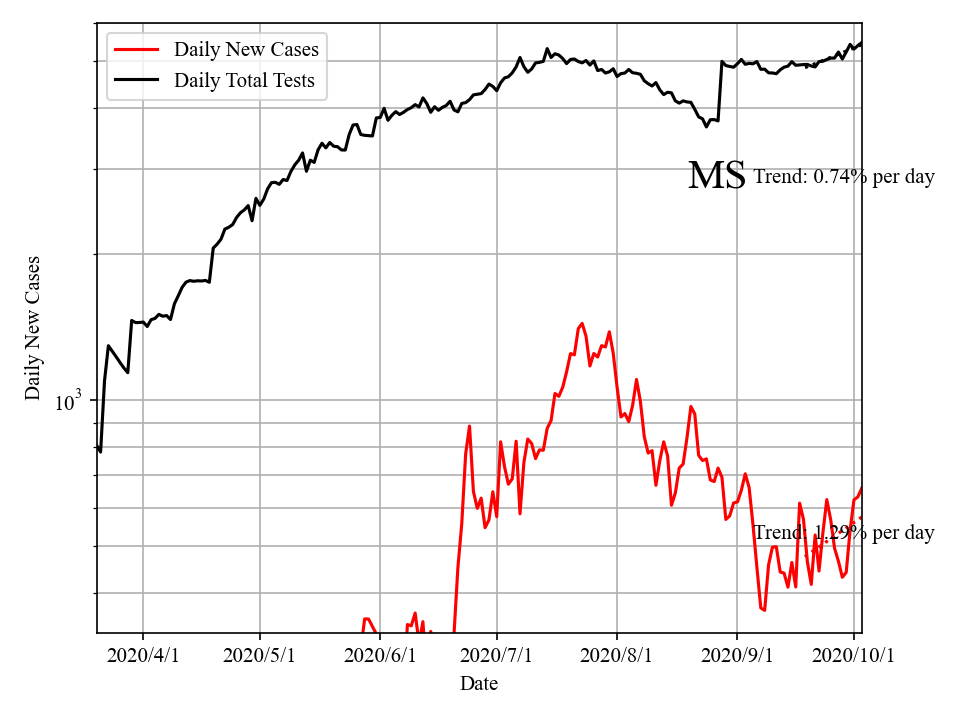 Daily New Cases
Daily Total Tests
MS
Trend: 0.74% per day
Trend: 1.29% per day
Daily New Cases
10³
2020/4/1 2020/5/1 2020/6/1 2020/7/1 2020/8/1 2020/9/1 2020/10/1
Date